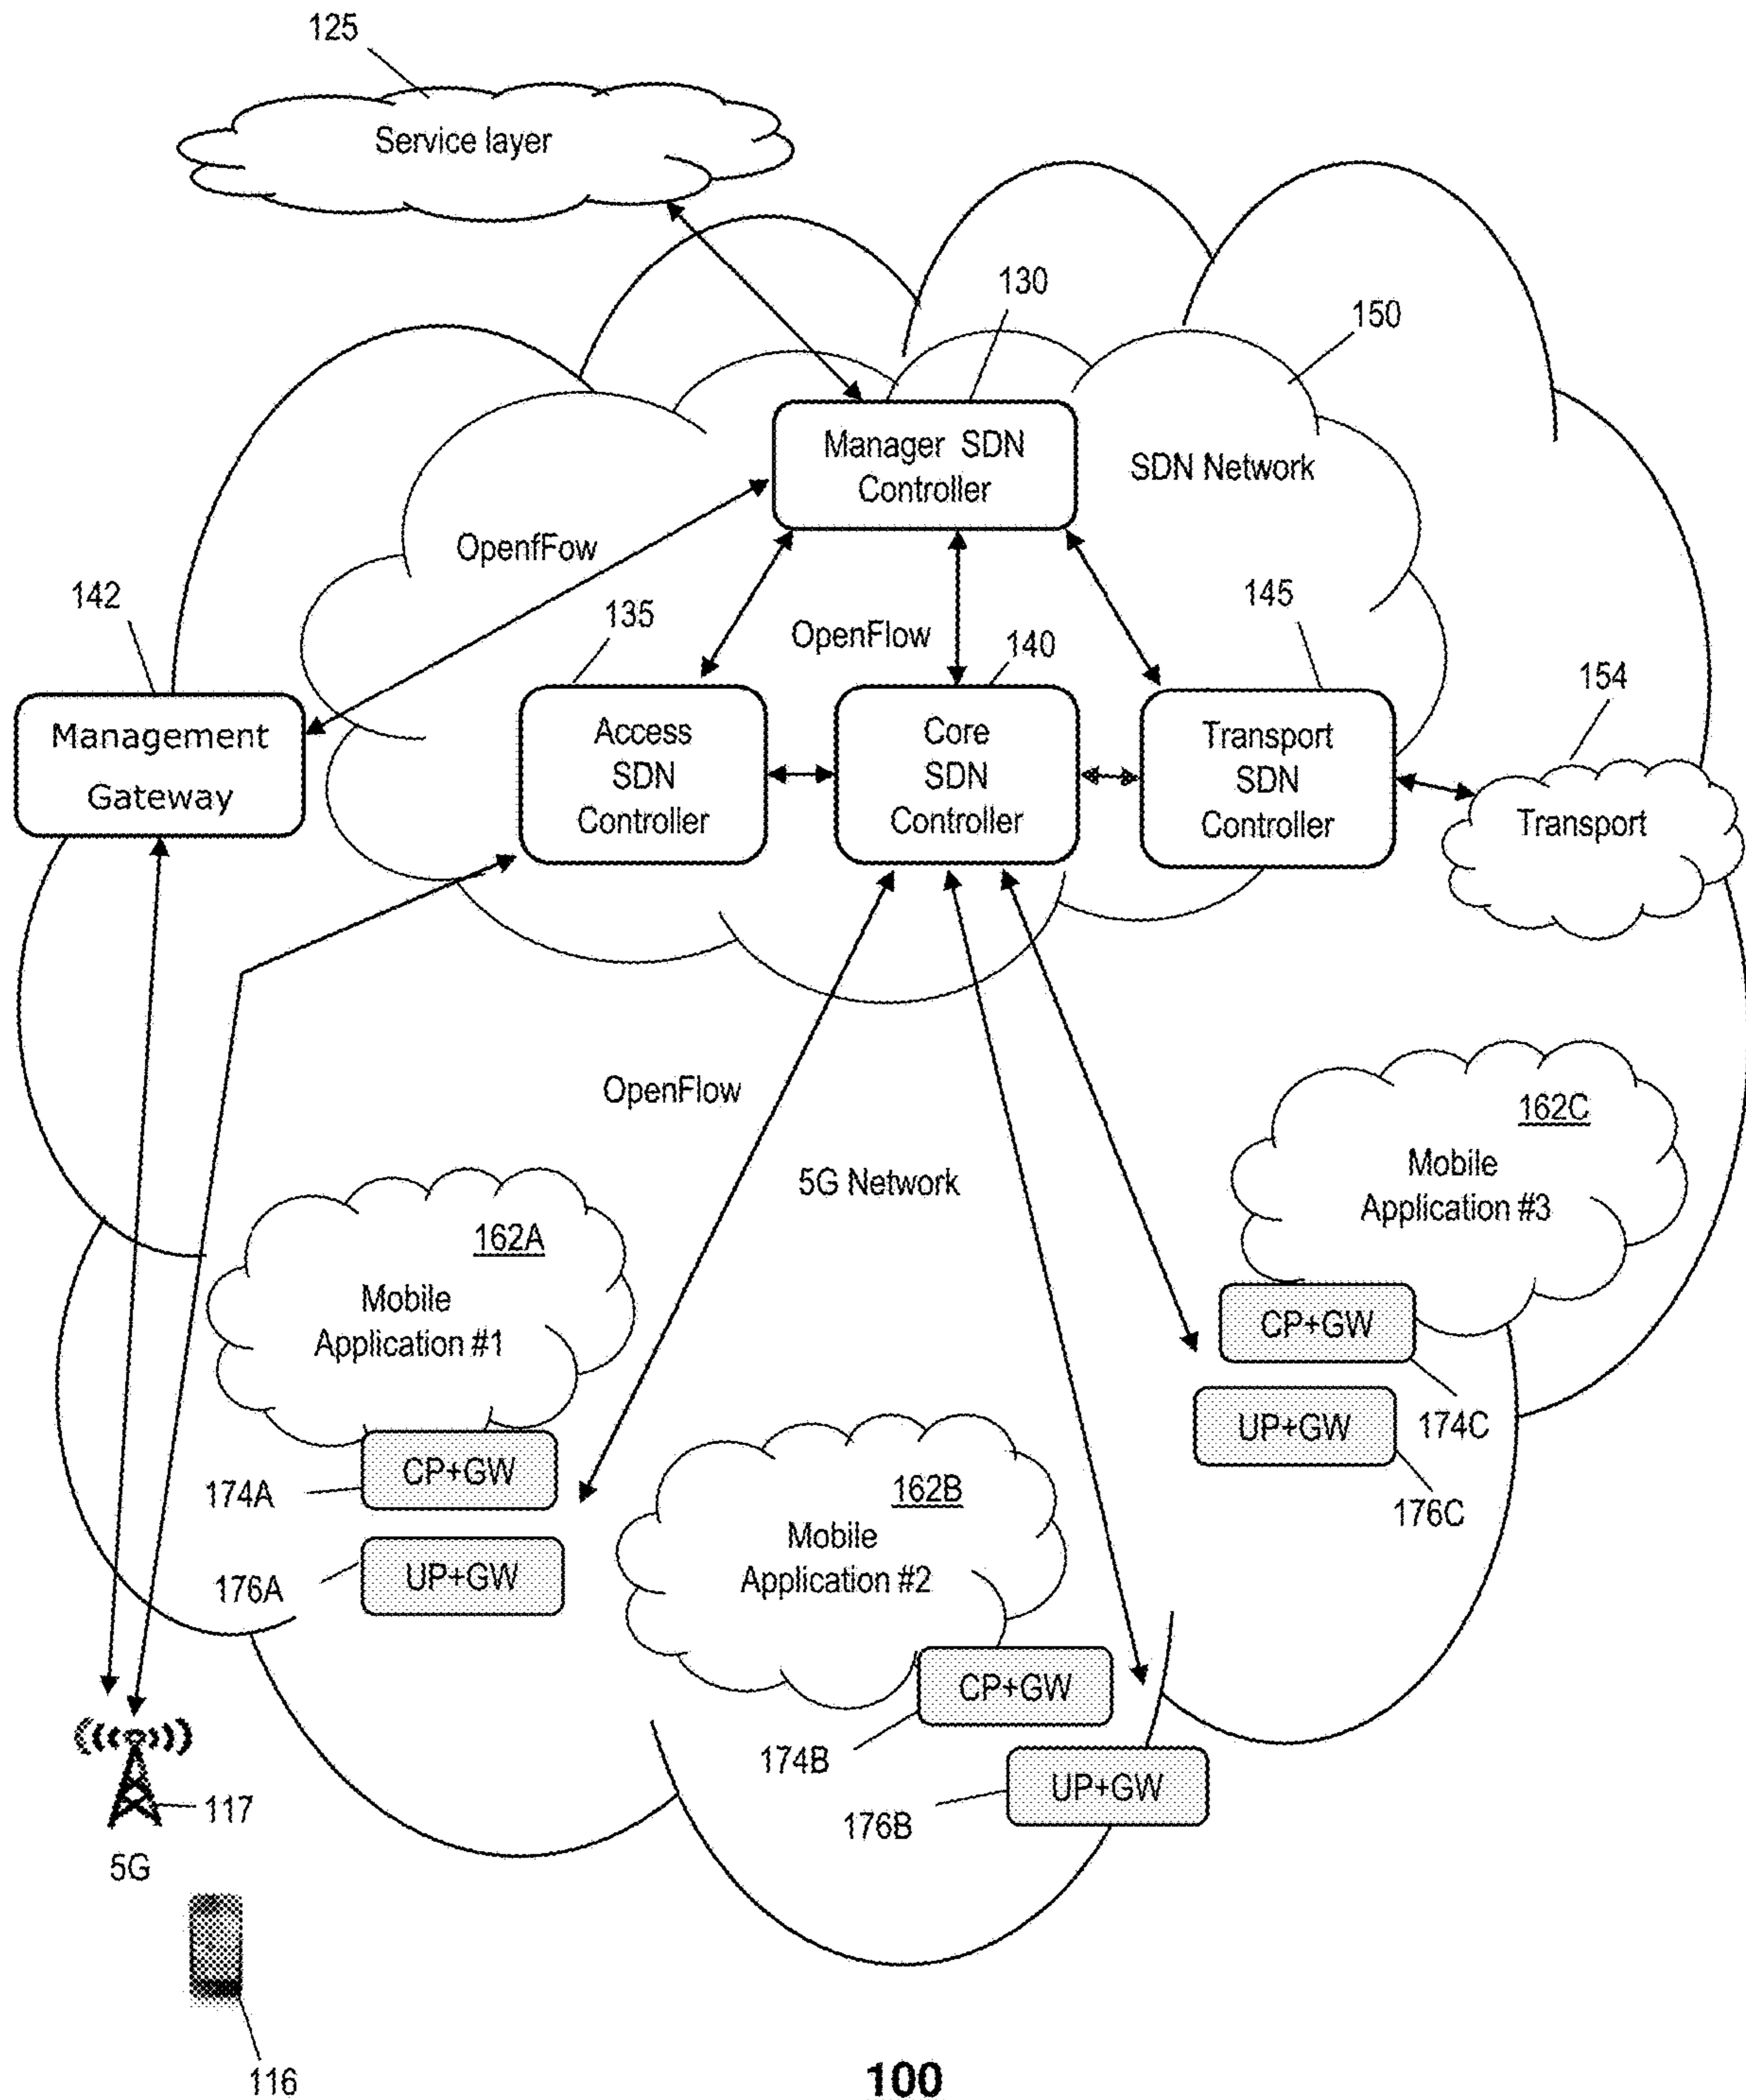 125
Service layer
130
150
Manager SDN
Controller
SDN Network
OpenfFow
142
135
OpenFlow
140
145
154
Management
Gateway
Access
SDN
Controller
Core
SDN
Controller
Transport
SDN
Controller
Transport
OpenFlow
5G Network
162C
Mobile
Application #3
162A
Mobile
Application #1
CP+GW
174C
UP+GW
176C
CP+GW
174A
UP+GW
176A
162B
Mobile
Application #2
CP+GW
174B
UP+GW
176B
117
5G
116
100